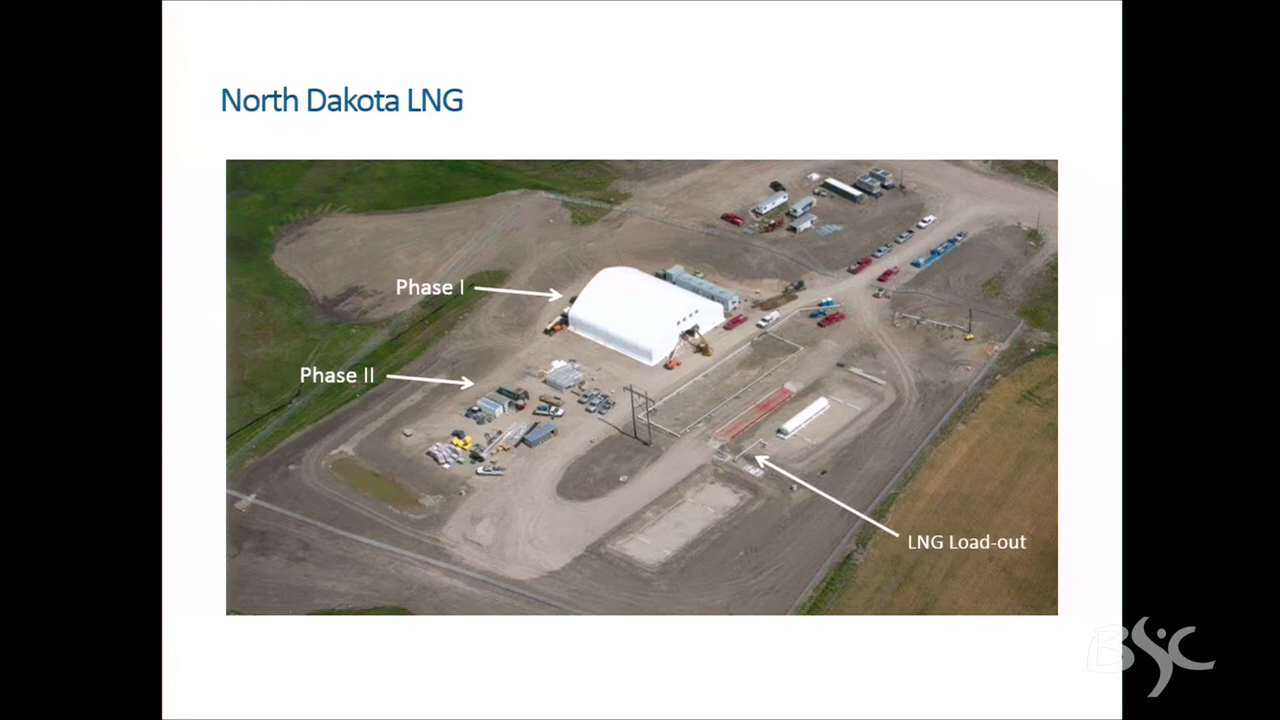 North Dakota LNG
Phase I
Phase II
LNG Load-out
BSC